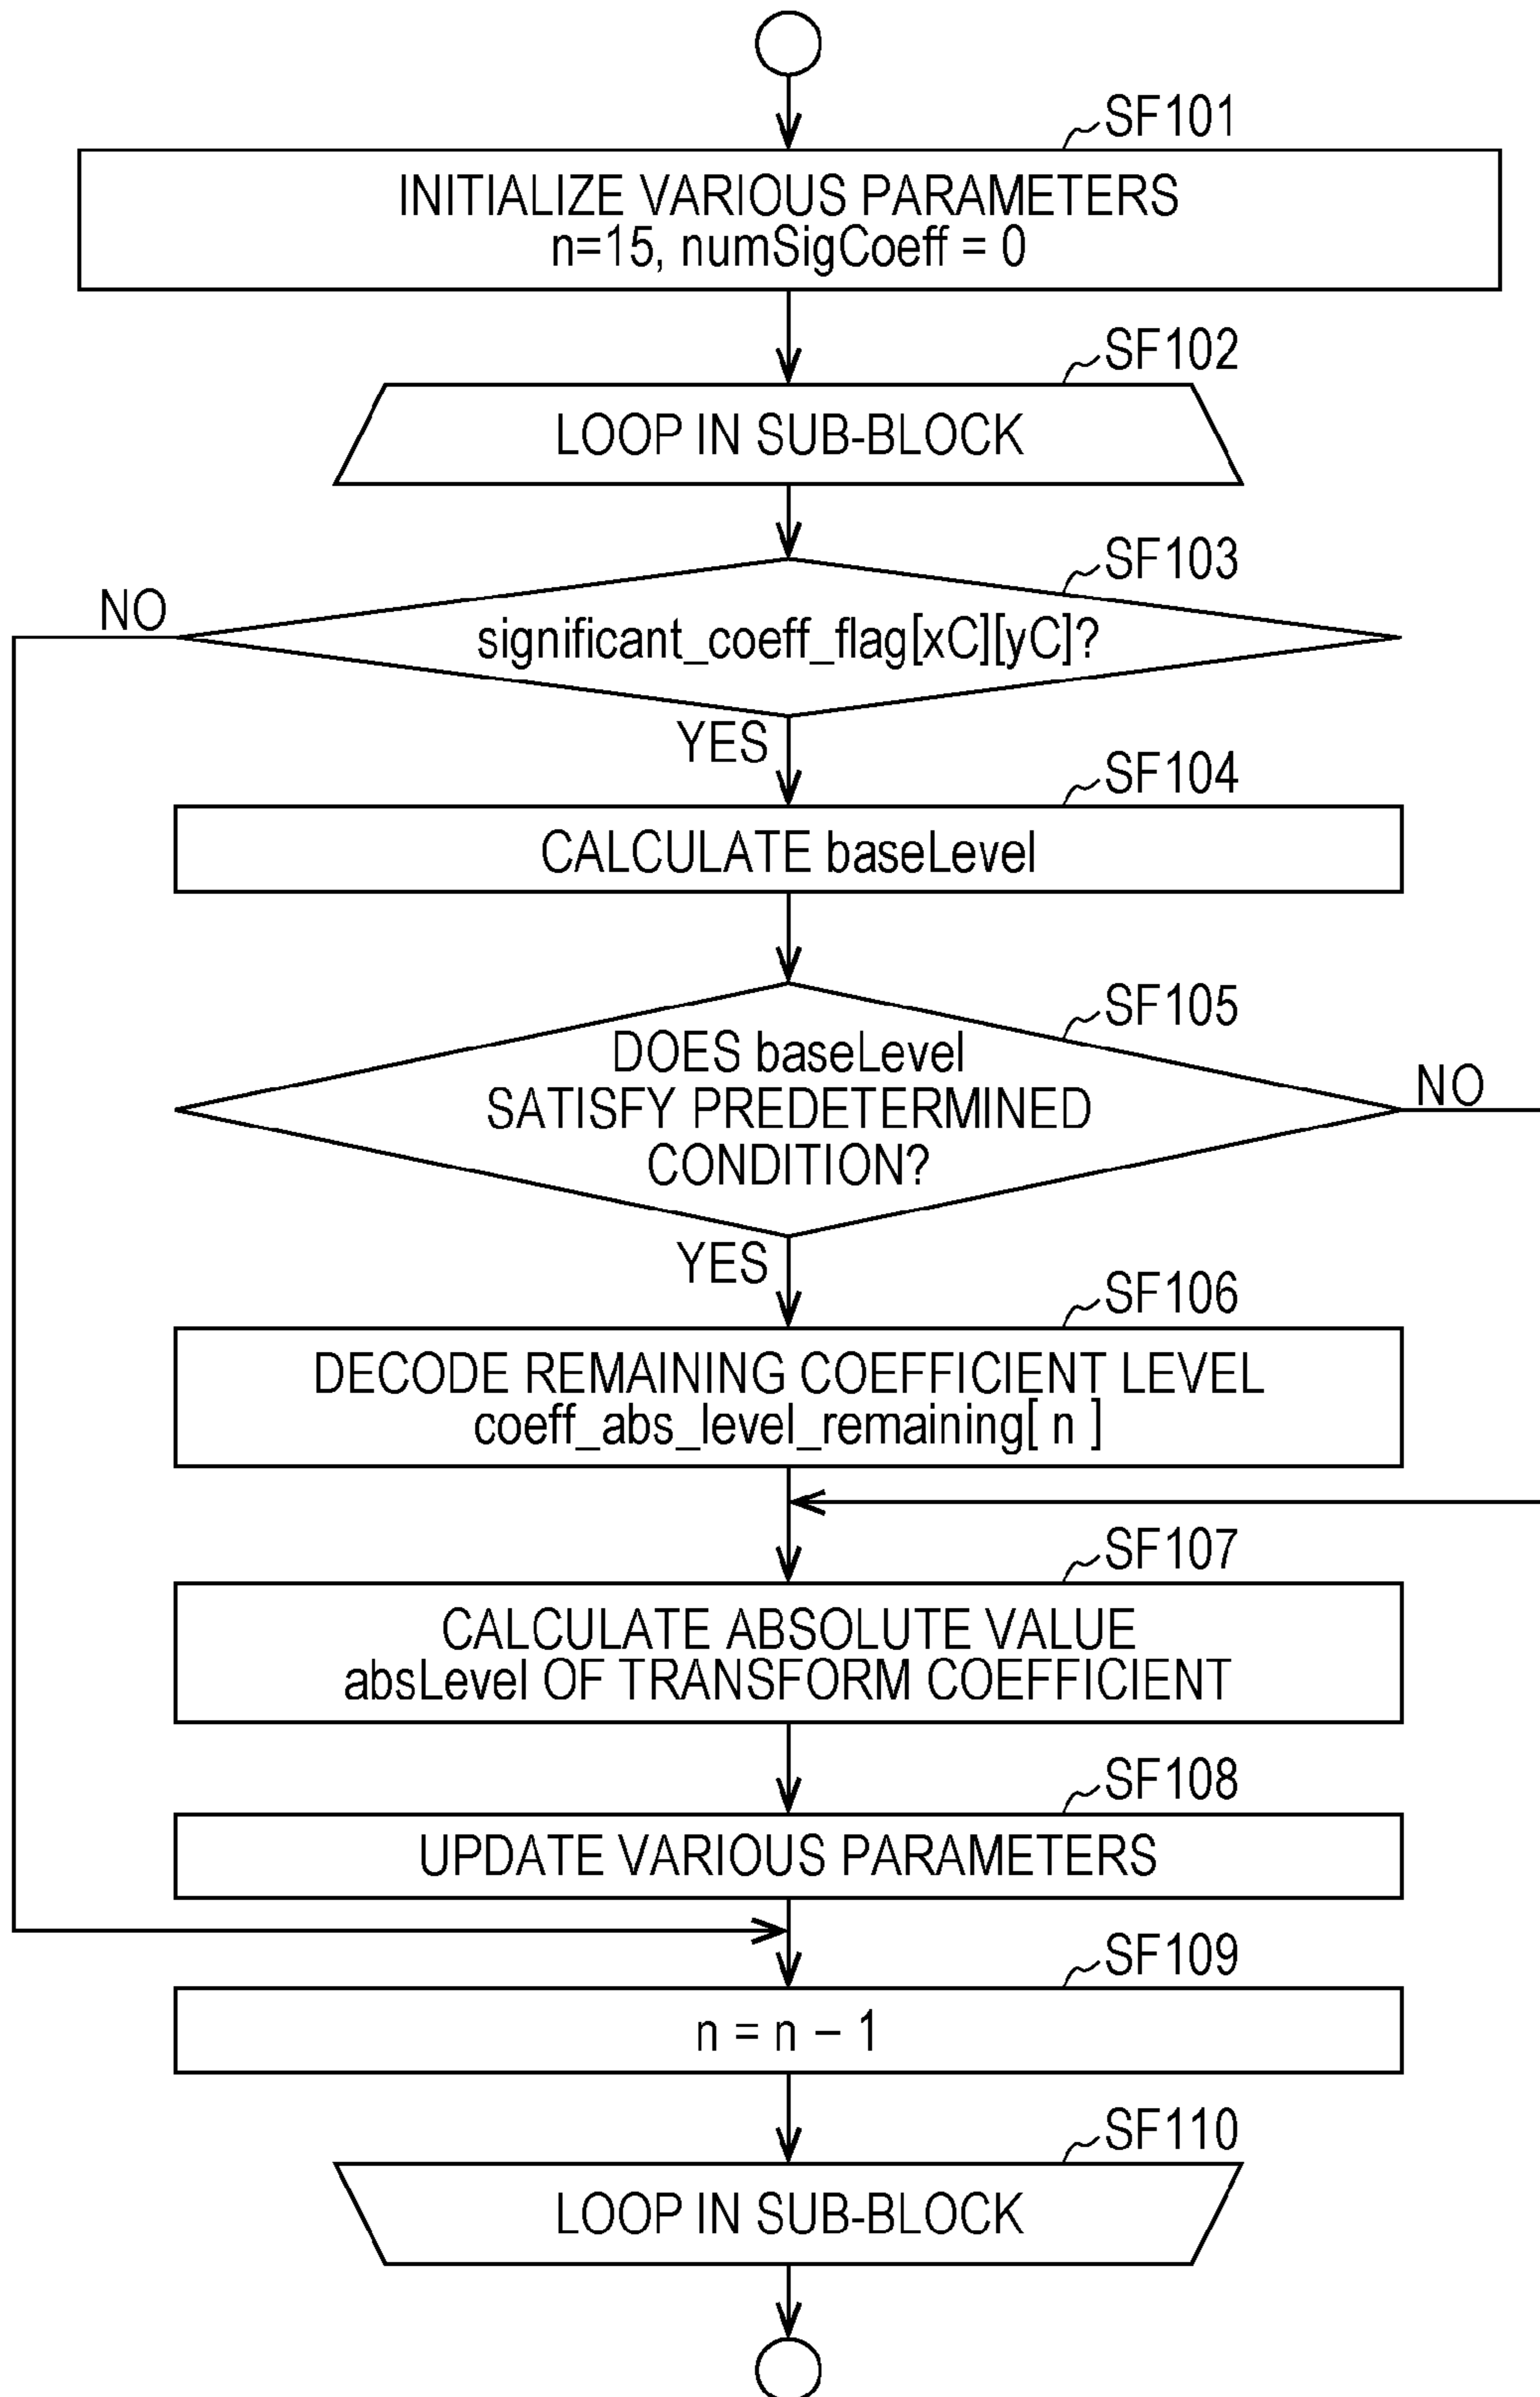 SF101
INITIALIZE VARIOUS PARAMETERS
n=15, numSigCoeff = 0
SF102
LOOP IN SUB-BLOCK
SF103
NO
significant_coeff_flag[xC][yC]?
YES
SF104
CALCULATE baseLevel
SF105
DOES baseLevel
SATISFY PREDETERMINED
CONDITION?
NO
YES
SF106
DECODE REMAINING COEFFICIENT LEVEL
coeff_abs_level_remaining[ n ]
SF107
CALCULATE ABSOLUTE VALUE
absLevel OF TRANSFORM COEFFICIENT
SF108
UPDATE VARIOUS PARAMETERS
SF109
n = n – 1
SF110
LOOP IN SUB-BLOCK